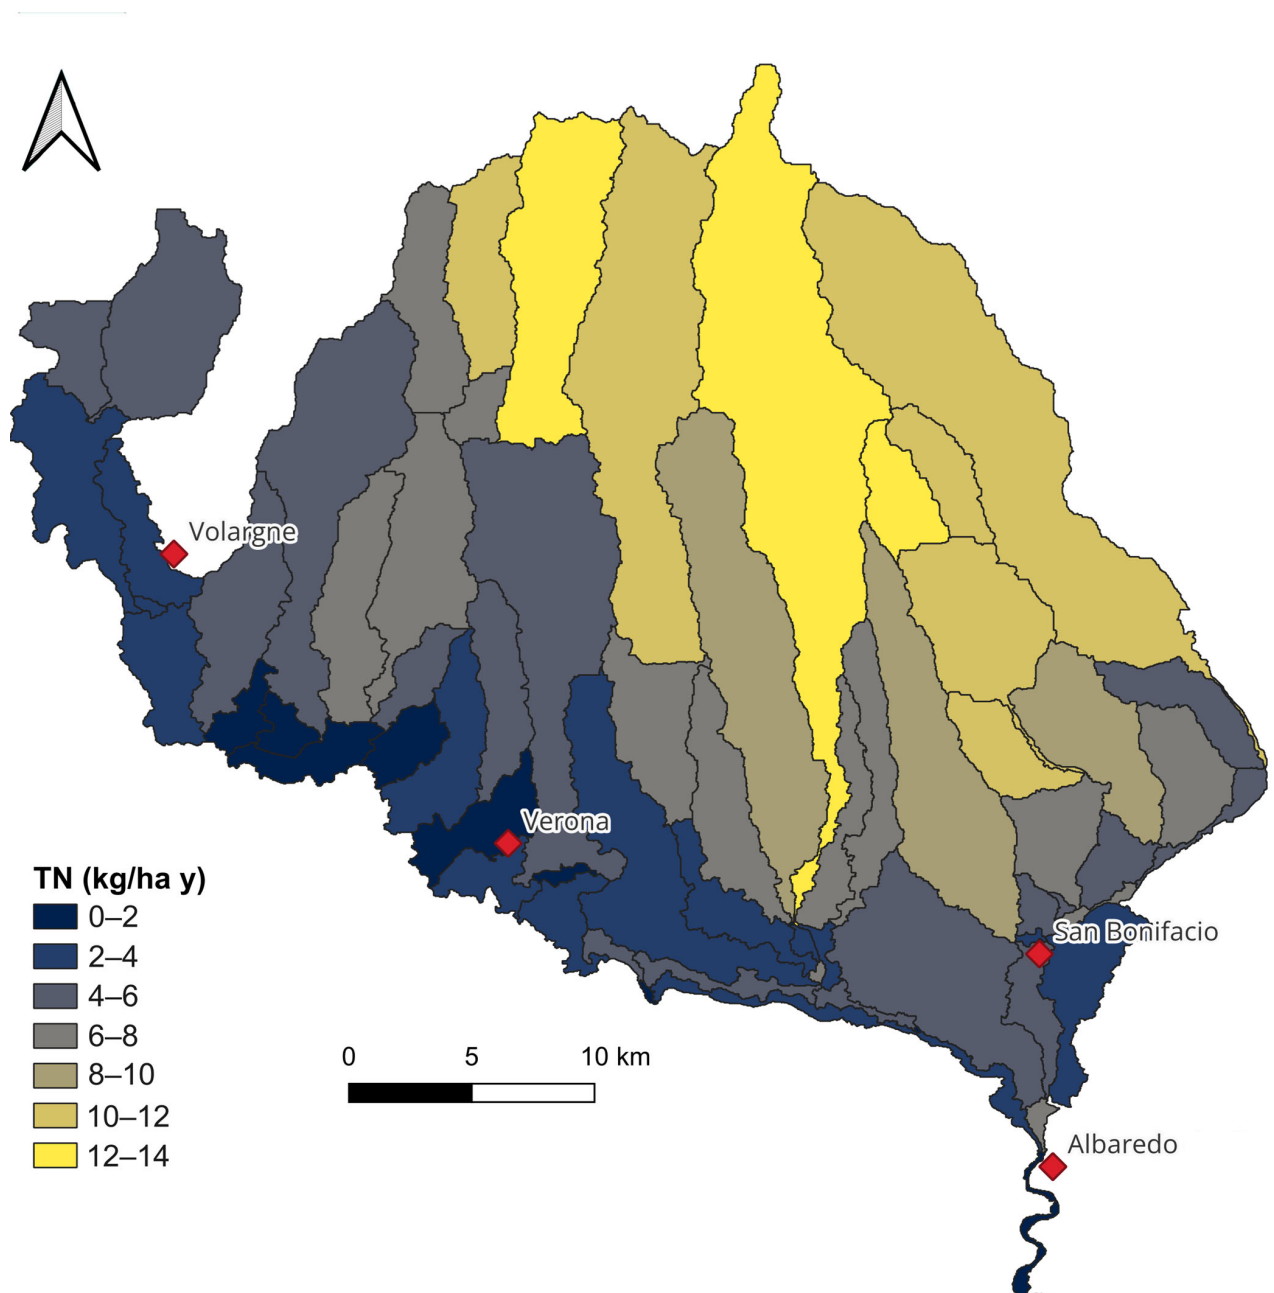 Volargne
Verona
San Bonifacio
Albaredo
TN (kg/ha y)
0–2
2–4
4–6
6–8
8–10
10–12
12–14
0 5 10 km